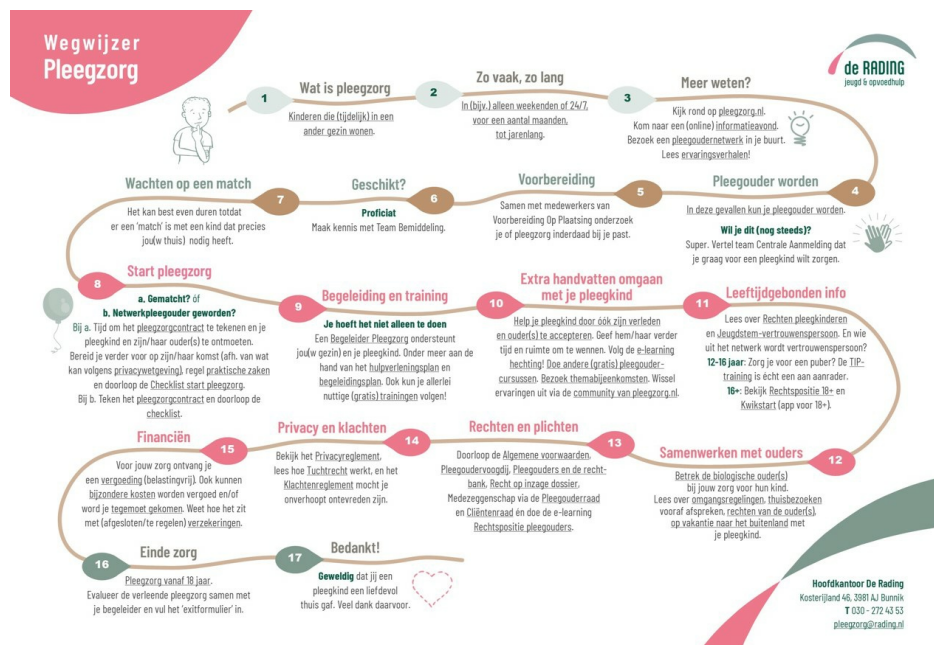 Wegwijzer
Pleegzorg
de RADING
jeugd & opvoedhulp
1
Wat is pleegzorg
Kinderen die (tijdelijk) in een
ander gezin wonen.
2
Zo vaak, zo lang
In (bijv.) alleen weekenden of 24/7,
voor een aantal maanden,
tot jarenlang.
3
Meer weten?
Kijk rond op pleegzorg.nl.
Kom naar een (online) informatieavond.
Bezoek een pleegoudernetwerk in je buurt.
Lees ervaringsverhalen!
4
Pleegouder worden
In deze gevallen kun je pleegouder worden.
Wil je dit (nog steeds)?
Super. Vertel team Centrale Aanmelding dat
je graag voor een pleegkind wilt zorgen.
5
Voorbereiding
Samen met medewerkers van
Voorbereiding Op Plaatsing onderzoek
je of pleegzorg inderdaad bij je past.
6
Geschikt?
Proficiat
Maak kennis met Team Bemiddeling.
7
Wachten op een match
Het kan best even duren totdat
er een 'match' is met een kind dat precies
jou(w thuis) nodig heeft.
8
Start pleegzorg
a. Gematcht? óf
b. Netwerkpleegouder geworden?
Bij a. Tijd om het pleegzorgcontract te tekenen en je
pleegkind en zijn/haar ouder(s) te ontmoeten.
Bereid je verder voor op zijn/haar komst (afh. van wat
kan volgens privacywetgeving), regel praktische zaken
en doorloop de Checklist start pleegzorg.
Bij b. Teken het pleegzorgcontract en doorloop de
checklist.
9
Begeleiding en training
Je hoeft het niet alleen te doen
Een Begeleider Pleegzorg ondersteunt
jou(w gezin) en je pleegkind. Onder meer aan de
hand van het hulpverleningsplan en
begeleidingsplan. Ook kun je allerlei
nuttige (gratis) trainingen volgen!
10
Extra handvatten omgaan
met je pleegkind
Help je pleegkind door óók zijn verleden
en ouder(s) te accepteren. Geef hem/haar verder
tijd en ruimte om te wennen. Volg de e-learning
hechting! Doe andere (gratis) pleegouder-
cursussen. Bezoek themabijeenkomsten. Wissel
ervaringen uit via de community van pleegzorg.nl.
11
Leeftijdgebonden info
Lees over Rechten pleegkinderen
en Jeugdstem-vertrouwenspersoon. En wie
uit het netwerk wordt vertrouwenspersoon?
12-16 jaar: Zorg je voor een puber? De TIP-
training is écht een aan aanrader.
16+: Bekijk Rechtspositie 18+ en
Kwikstart (app voor 18+).
12
Samenwerken met ouders
Betrek de biologische ouder(s)
bij jouw zorg voor hun kind.
Lees over omgangsregelingen, thuisbezoeken
vooraf afspreken, rechten van de ouder(s),
op vakantie naar het buitenland met
je pleegkind.
13
Rechten en plichten
Doorloop de Algemene voorwaarden,
Pleegoudervoogdij, Pleegouders en de recht-
bank, Recht op inzage dossier,
Medezeggenschap via de Pleegouderraad
en Cliëntenraad én doe de e-learning
Rechtspositie pleegouders.
14
Privacy en klachten
Bekijk het Privacyreglement,
lees hoe Tuchtrecht werkt, en het
Klachtenreglement mocht je
onverhoopt ontevreden zijn.
15
Financiën
Voor jouw zorg ontvang je
een vergoeding (belastingvrij). Ook kunnen
bijzondere kosten worden vergoed en/of
word je tegemoet gekomen. Weet hoe het zit
met (afgesloten/te regelen) verzekeringen.
16
Einde zorg
Pleegzorg vanaf 18 jaar.
Evalueer de verleende pleegzorg samen met
je begeleider en vul het 'exitformulier' in.
17
Bedankt!
Geweldig dat jij een
pleegkind een liefdevol
thuis gaf. Veel dank daarvoor.
Hoofdkantoor De Rading
Kosterijland 46, 3981 AJ Bunnik
T 030 - 272 43 53
pleegzorg@rading.nl